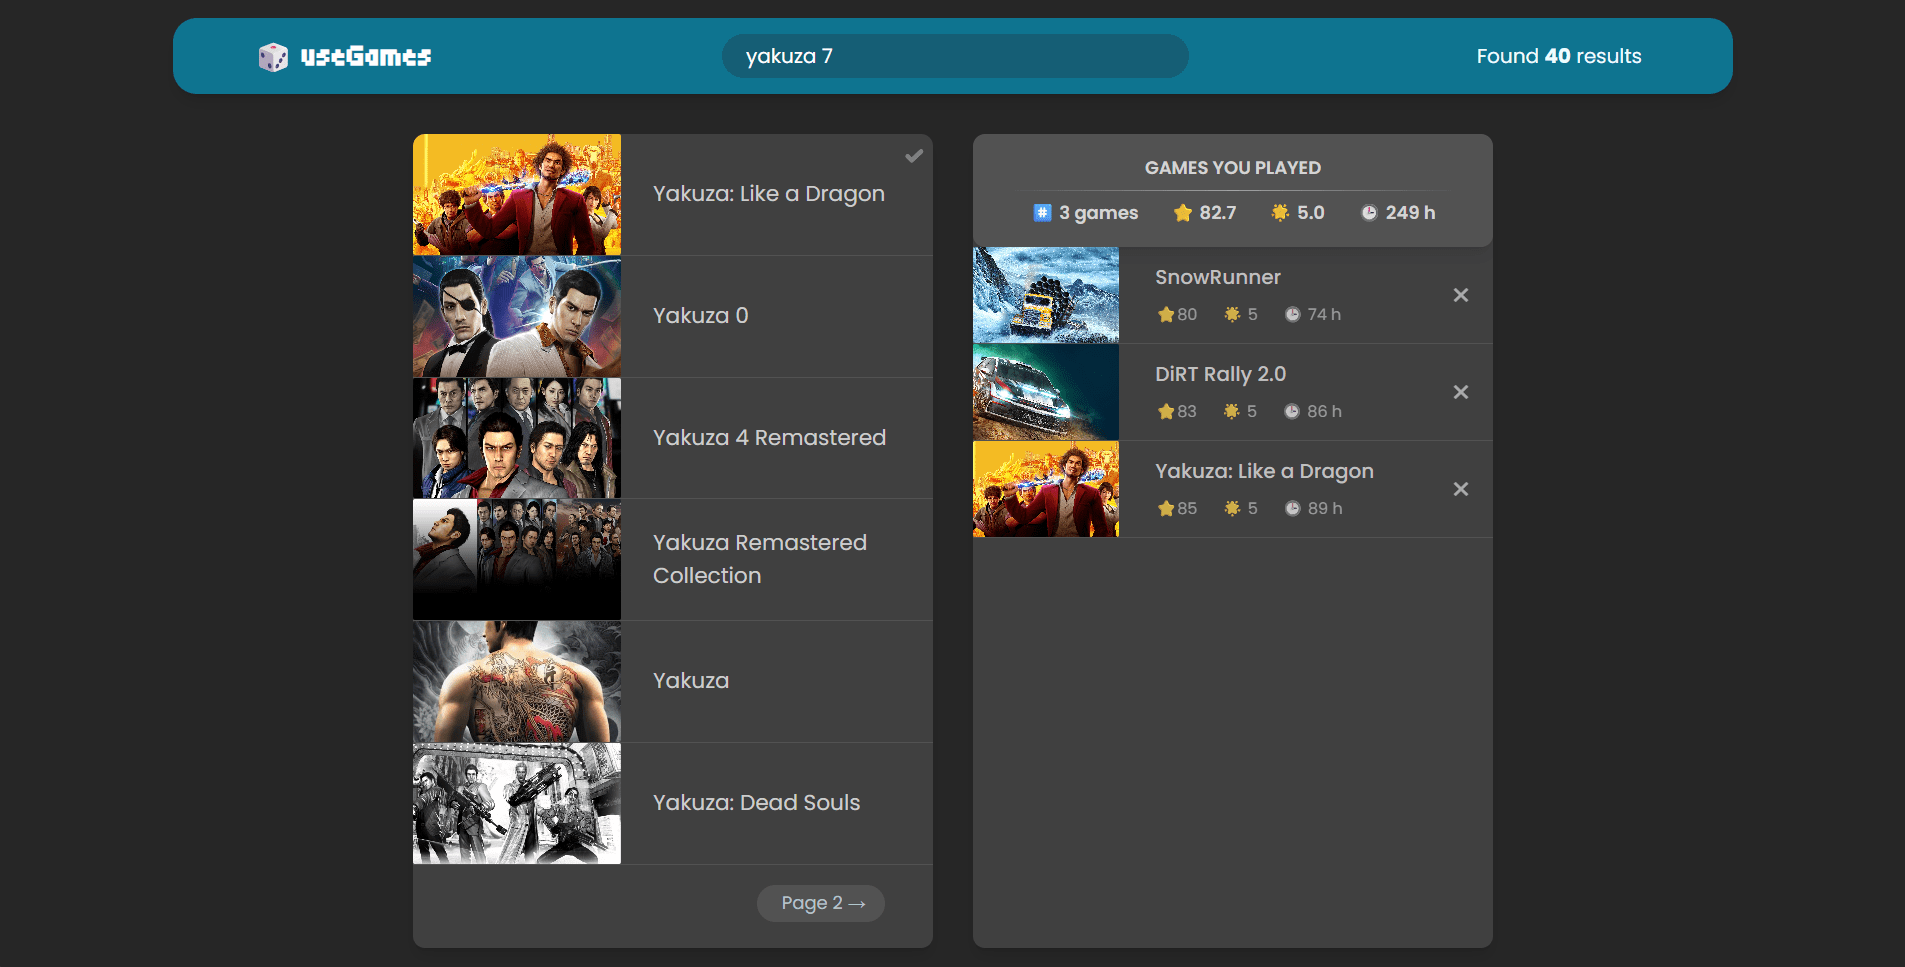 useGames
yakuza 7
Found 40 results
Yakuza: Like a Dragon
Yakuza 0
Yakuza 4 Remastered
Yakuza Remastered
Collection
Yakuza
Yakuza: Dead Souls
Page 2 →
GAMES YOU PLAYED
# 3 games 82.7 5.0 249 h
SnowRunner
80 5 74 h
DiRT Rally 2.0
83 5 86 h
Yakuza: Like a Dragon
85 5 89 h